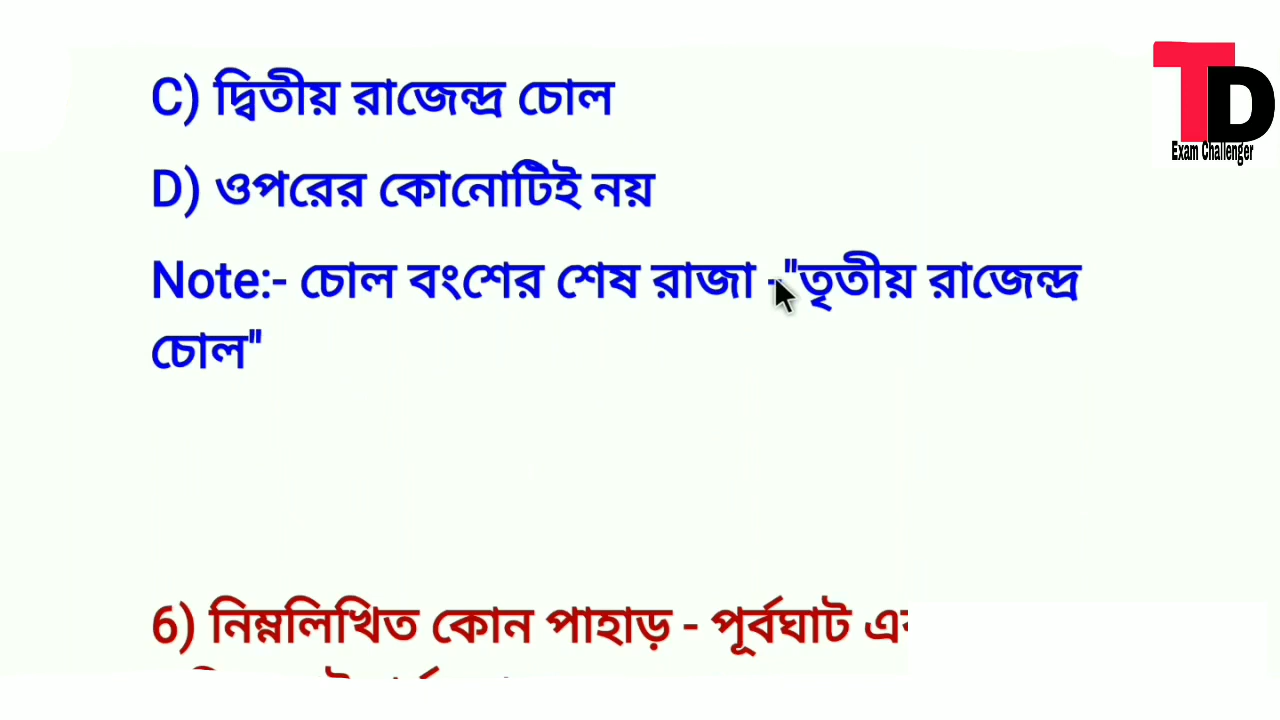 C) দ্বিতীয় রাজেন্দ্র চোল
TD
Exam Challenger
D) ওপরের কোনোটিই নয়
Note:- চোল বংশের শেষ রাজা -"তৃতীয় রাজেন্দ্র
চোল"
6) নিম্নলিখিত কোন পাহাড় - পূর্বঘাট